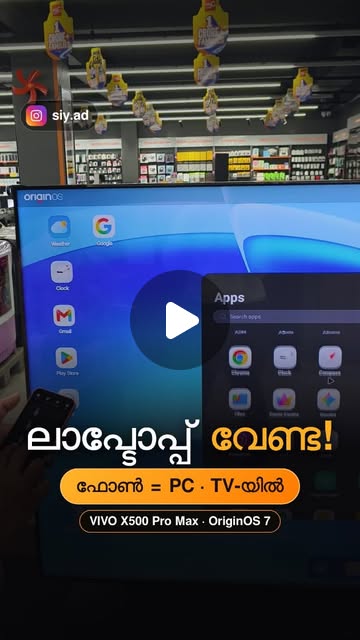 siy.ad
originOS
Weather
Google
Clock
Gmail
Play Store
Apps
Search apps
Chrome
Clock
Compass
Files
ലാപ്ടോപ്പ് വേണ്ട!
ഫോൺ = PC · TV-യിൽ
VIVO X500 Pro Max · OriginOS 7